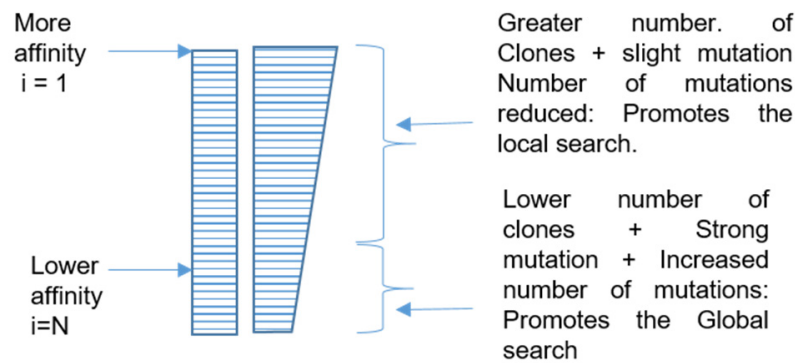 More
affinity
i = 1
Greater number. of
Clones + slight mutation
Number of mutations
reduced: Promotes the
local search.
Lower
affinity
i=N
Lower number of
clones + Strong
mutation + Increased
number of mutations:
Promotes the Global
search